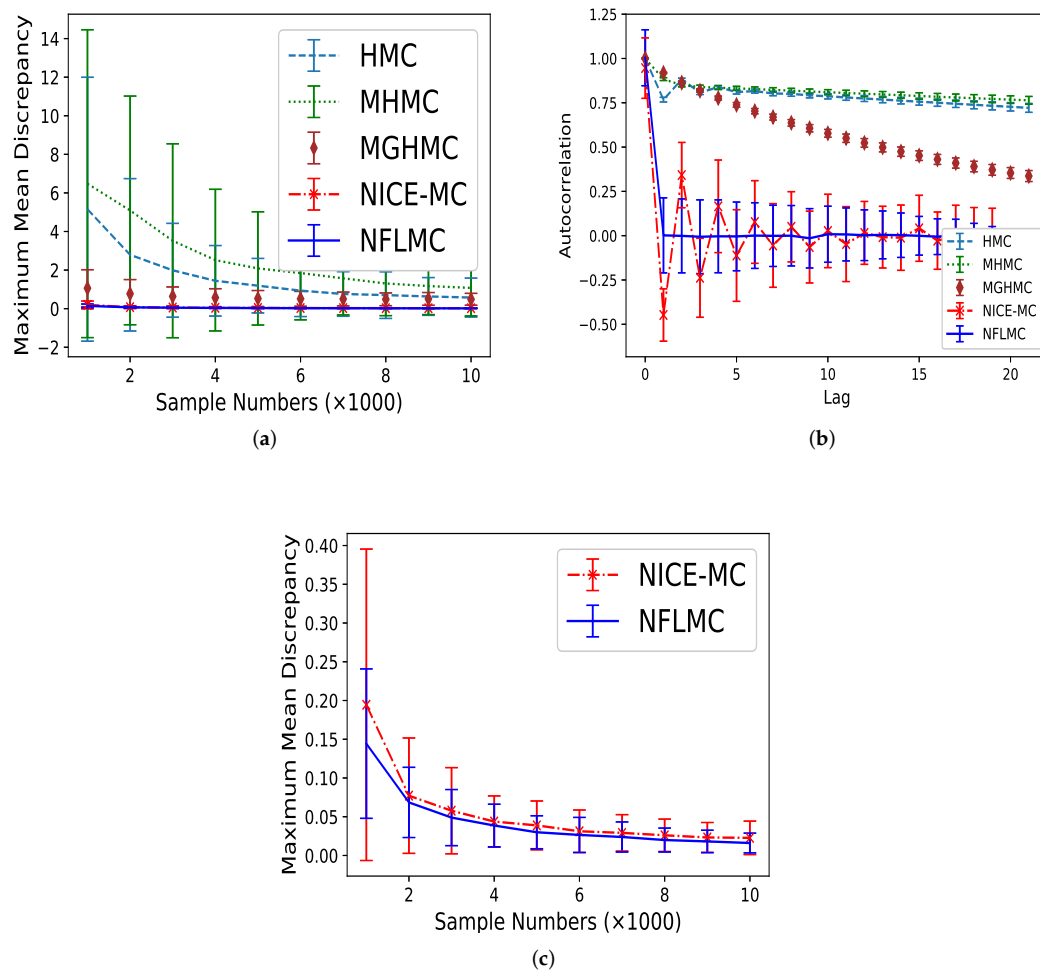 14
12
10
8
6
4
2
0
−2
Maximum Mean Discrepancy
HMC
MHMC
MGHMC
NICE-MC
NFLMC
2 4 6 8 10
Sample Numbers (×1000)
(a)
1.25
1.00
0.75
0.50
0.25
0.00
−0.25
−0.50
Autocorrelation
HMC
MHMC
MGHMC
NICE-MC
NFLMC
0 5 10 15 20
Lag
(b)
0.40
0.35
0.30
0.25
0.20
0.15
0.10
0.05
0.00
Maximum Mean Discrepancy
NICE-MC
NFLMC
2 4 6 8 10
Sample Numbers (×1000)
(c)